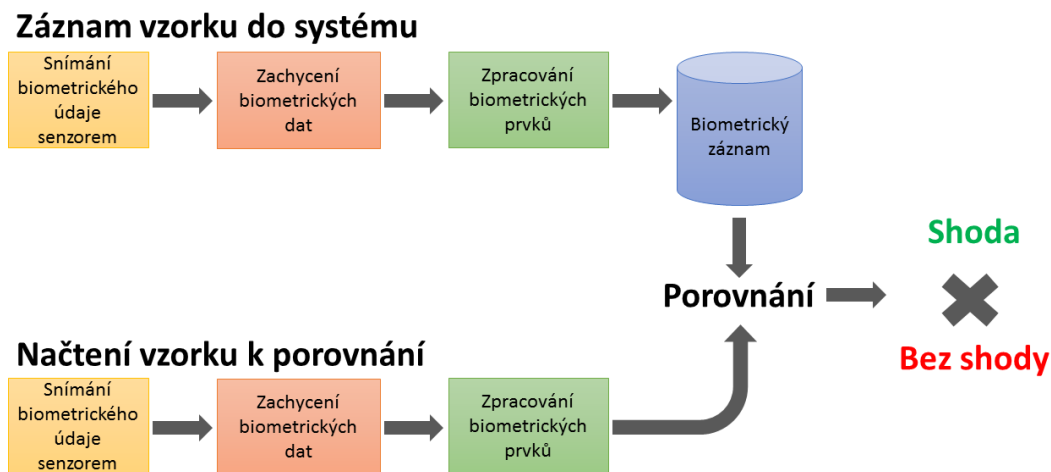 Záznam vzorku do systému
Snímání
biometrického
údaje
senzorem
Zachycení
biometrických
dat
Zpracování
biometrických
prvků
Biometrický
záznam
Shoda
Porovnání
Bez shody
Načtení vzorku k porovnání
Snímání
biometrického
údaje
senzorem
Zachycení
biometrických
dat
Zpracování
biometrických
prvků